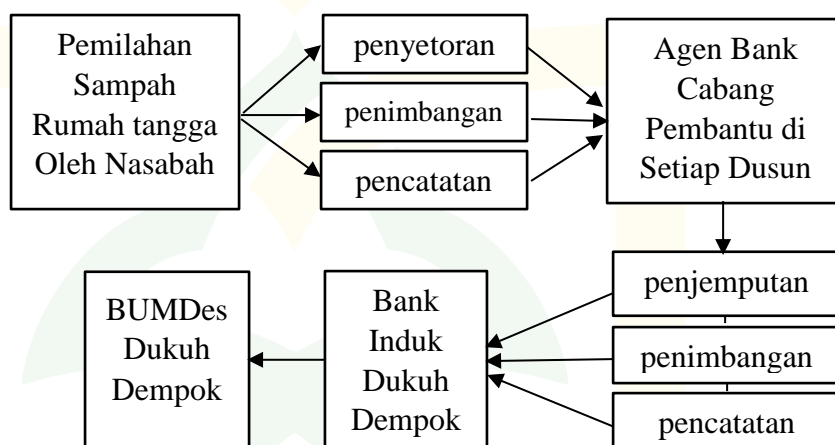 Pemilahan
Sampah
Rumah tangga
Oleh Nasabah
penyetoran
penimbangan
pencatatan
Agen Bank
Cabang
Pembantu di
Setiap Dusun
penjemputan
penimbangan
pencatatan
Bank
Induk
Dukuh
Dempok
BUMDes
Dukuh
Dempok